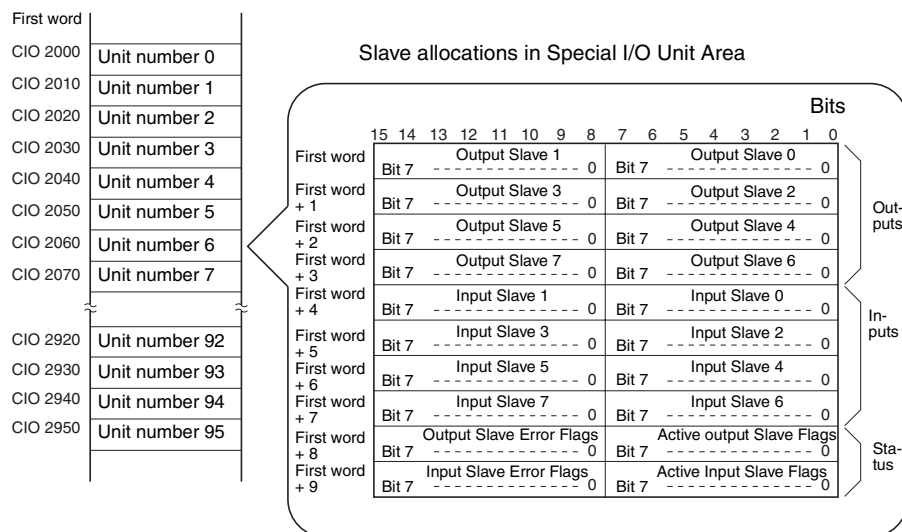 First word
CIO 2000 Unit number 0
CIO 2010 Unit number 1
CIO 2020 Unit number 2
CIO 2030 Unit number 3
CIO 2040 Unit number 4
CIO 2050 Unit number 5
CIO 2060 Unit number 6
CIO 2070 Unit number 7
CIO 2920 Unit number 92
CIO 2930 Unit number 93
CIO 2940 Unit number 94
CIO 2950 Unit number 95
Slave allocations in Special I/O Unit Area
Bits
15 14 13 12 11 10 9 8 7 6 5 4 3 2 1 0
First word Output Slave 1 Output Slave 0
Bit 7 0 Bit 7 0
First word Output Slave 3 Output Slave 2
+ 1 Bit 7 0 Bit 7 0
First word Output Slave 5 Output Slave 4
+ 2 Bit 7 0 Bit 7 0
First word Output Slave 7 Output Slave 6
+ 3 Bit 7 0 Bit 7 0
First word Input Slave 1 Input Slave 0
+ 4 Bit 7 0 Bit 7 0
First word Input Slave 3 Input Slave 2
+ 5 Bit 7 0 Bit 7 0
First word Input Slave 5 Input Slave 4
+ 6 Bit 7 0 Bit 7 0
First word Input Slave 7 Input Slave 6
+ 7 Bit 7 0 Bit 7 0
First word Output Slave Error Flags Active output Slave Flags
+ 8 Bit 7 0 Bit 7 0
First word Input Slave Error Flags Active Input Slave Flags
+ 9 Bit 7 0 Bit 7 0
Out-
puts
In-
puts
Sta-
tus